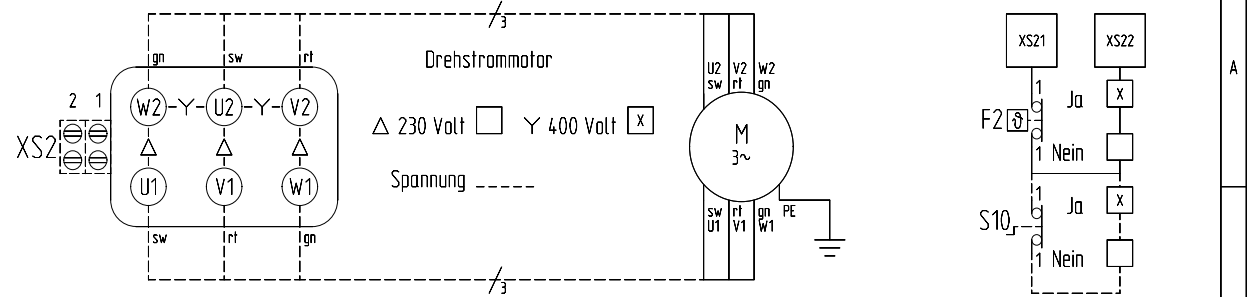 3
XS21
XS22
gn
sw
rt
Drehstrommotor
U2 V2 W2
sw rt gn
A
2 1
W2 Y U2 Y V2
1
Ja
X
△ 230 Volt
Y 400 Volt
X
F2
ϑ
M
3~
XS2
1
Nein
U1
V1
W1
Spannung _____
1
Ja
X
sw rt gn
U1 V1 W1
PE
S10
sw
rt
gn
1
Nein
3